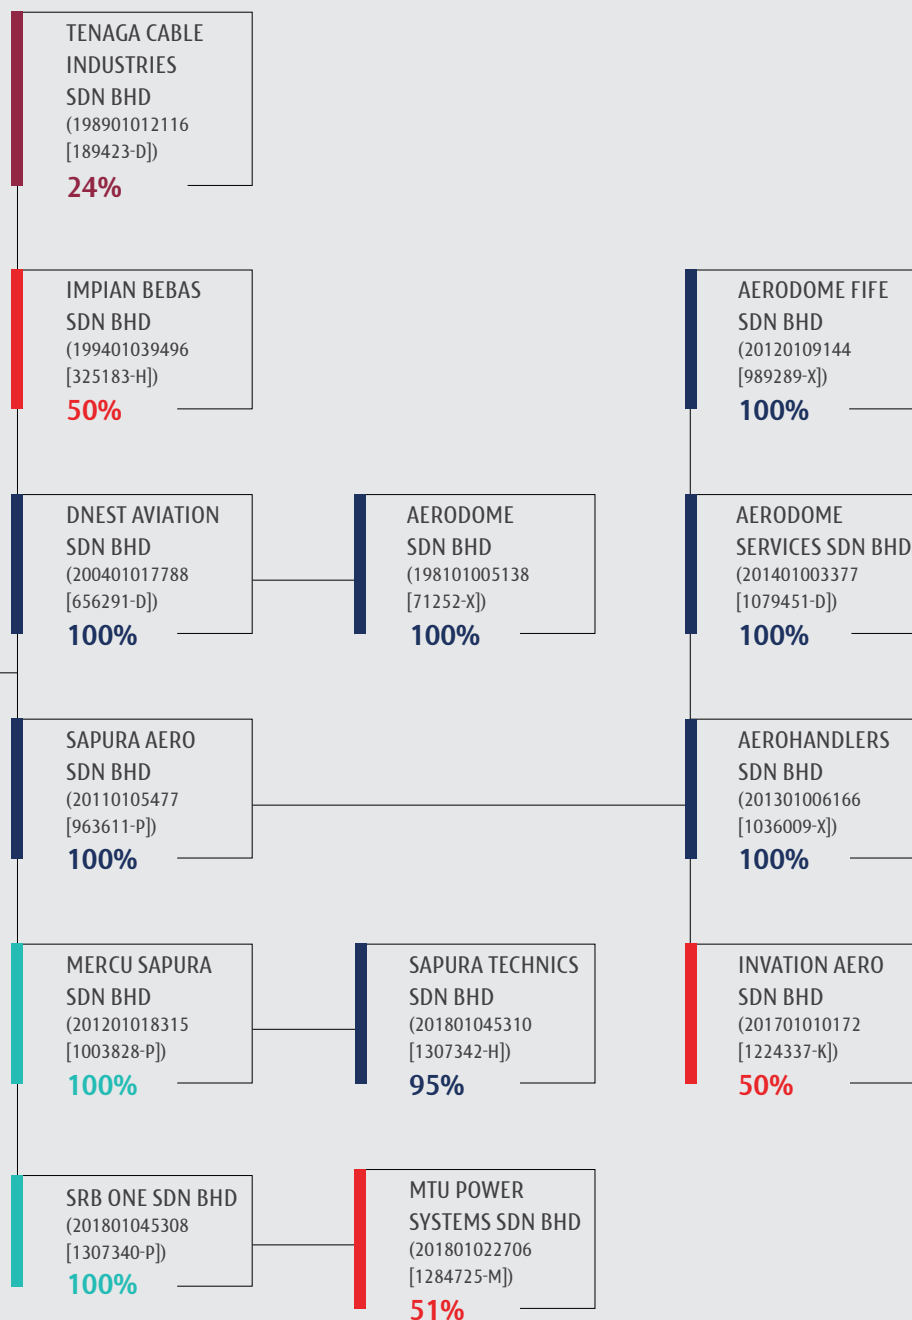 TENAGA CABLE
INDUSTRIES
SDN BHD
(198901012116
[189423-D])
24%
IMPIAN BEBAS
SDN BHD
(199401039496
[325183-H])
50%
AERODOME FIFE
SDN BHD
(20120109144
[989289-X])
100%
DNEST AVIATION
SDN BHD
(200401017788
[656291-D])
100%
AERODOME
SDN BHD
(198101005138
[71252-X])
100%
AERODOME
SERVICES SDN BHD
(201401003377
[1079451-D])
100%
SAPURA AERO
SDN BHD
(20110105477
[963611-P])
100%
AEROHANDLERS
SDN BHD
(201301006166
[1036009-X])
100%
MERCU SAPURA
SDN BHD
(201201018315
[1003828-P])
100%
SAPURA TECHNICS
SDN BHD
(201801045310
[1307342-H])
95%
INVATION AERO
SDN BHD
(201701010172
[1224337-K])
50%
SRB ONE SDN BHD
(201801045308
[1307340-P])
100%
MTU POWER
SYSTEMS SDN BHD
(201801022706
[1284725-M])
51%